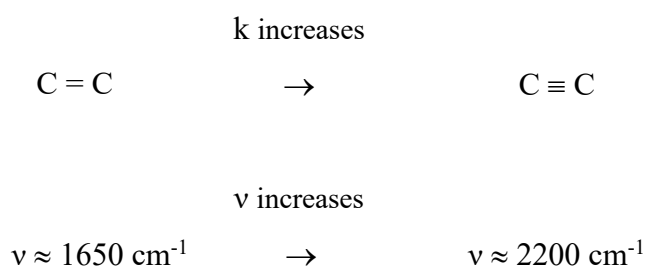 k increases
C = C → C ≡ C
ν increases
ν ≈ 1650 cm⁻¹ → ν ≈ 2200 cm⁻¹